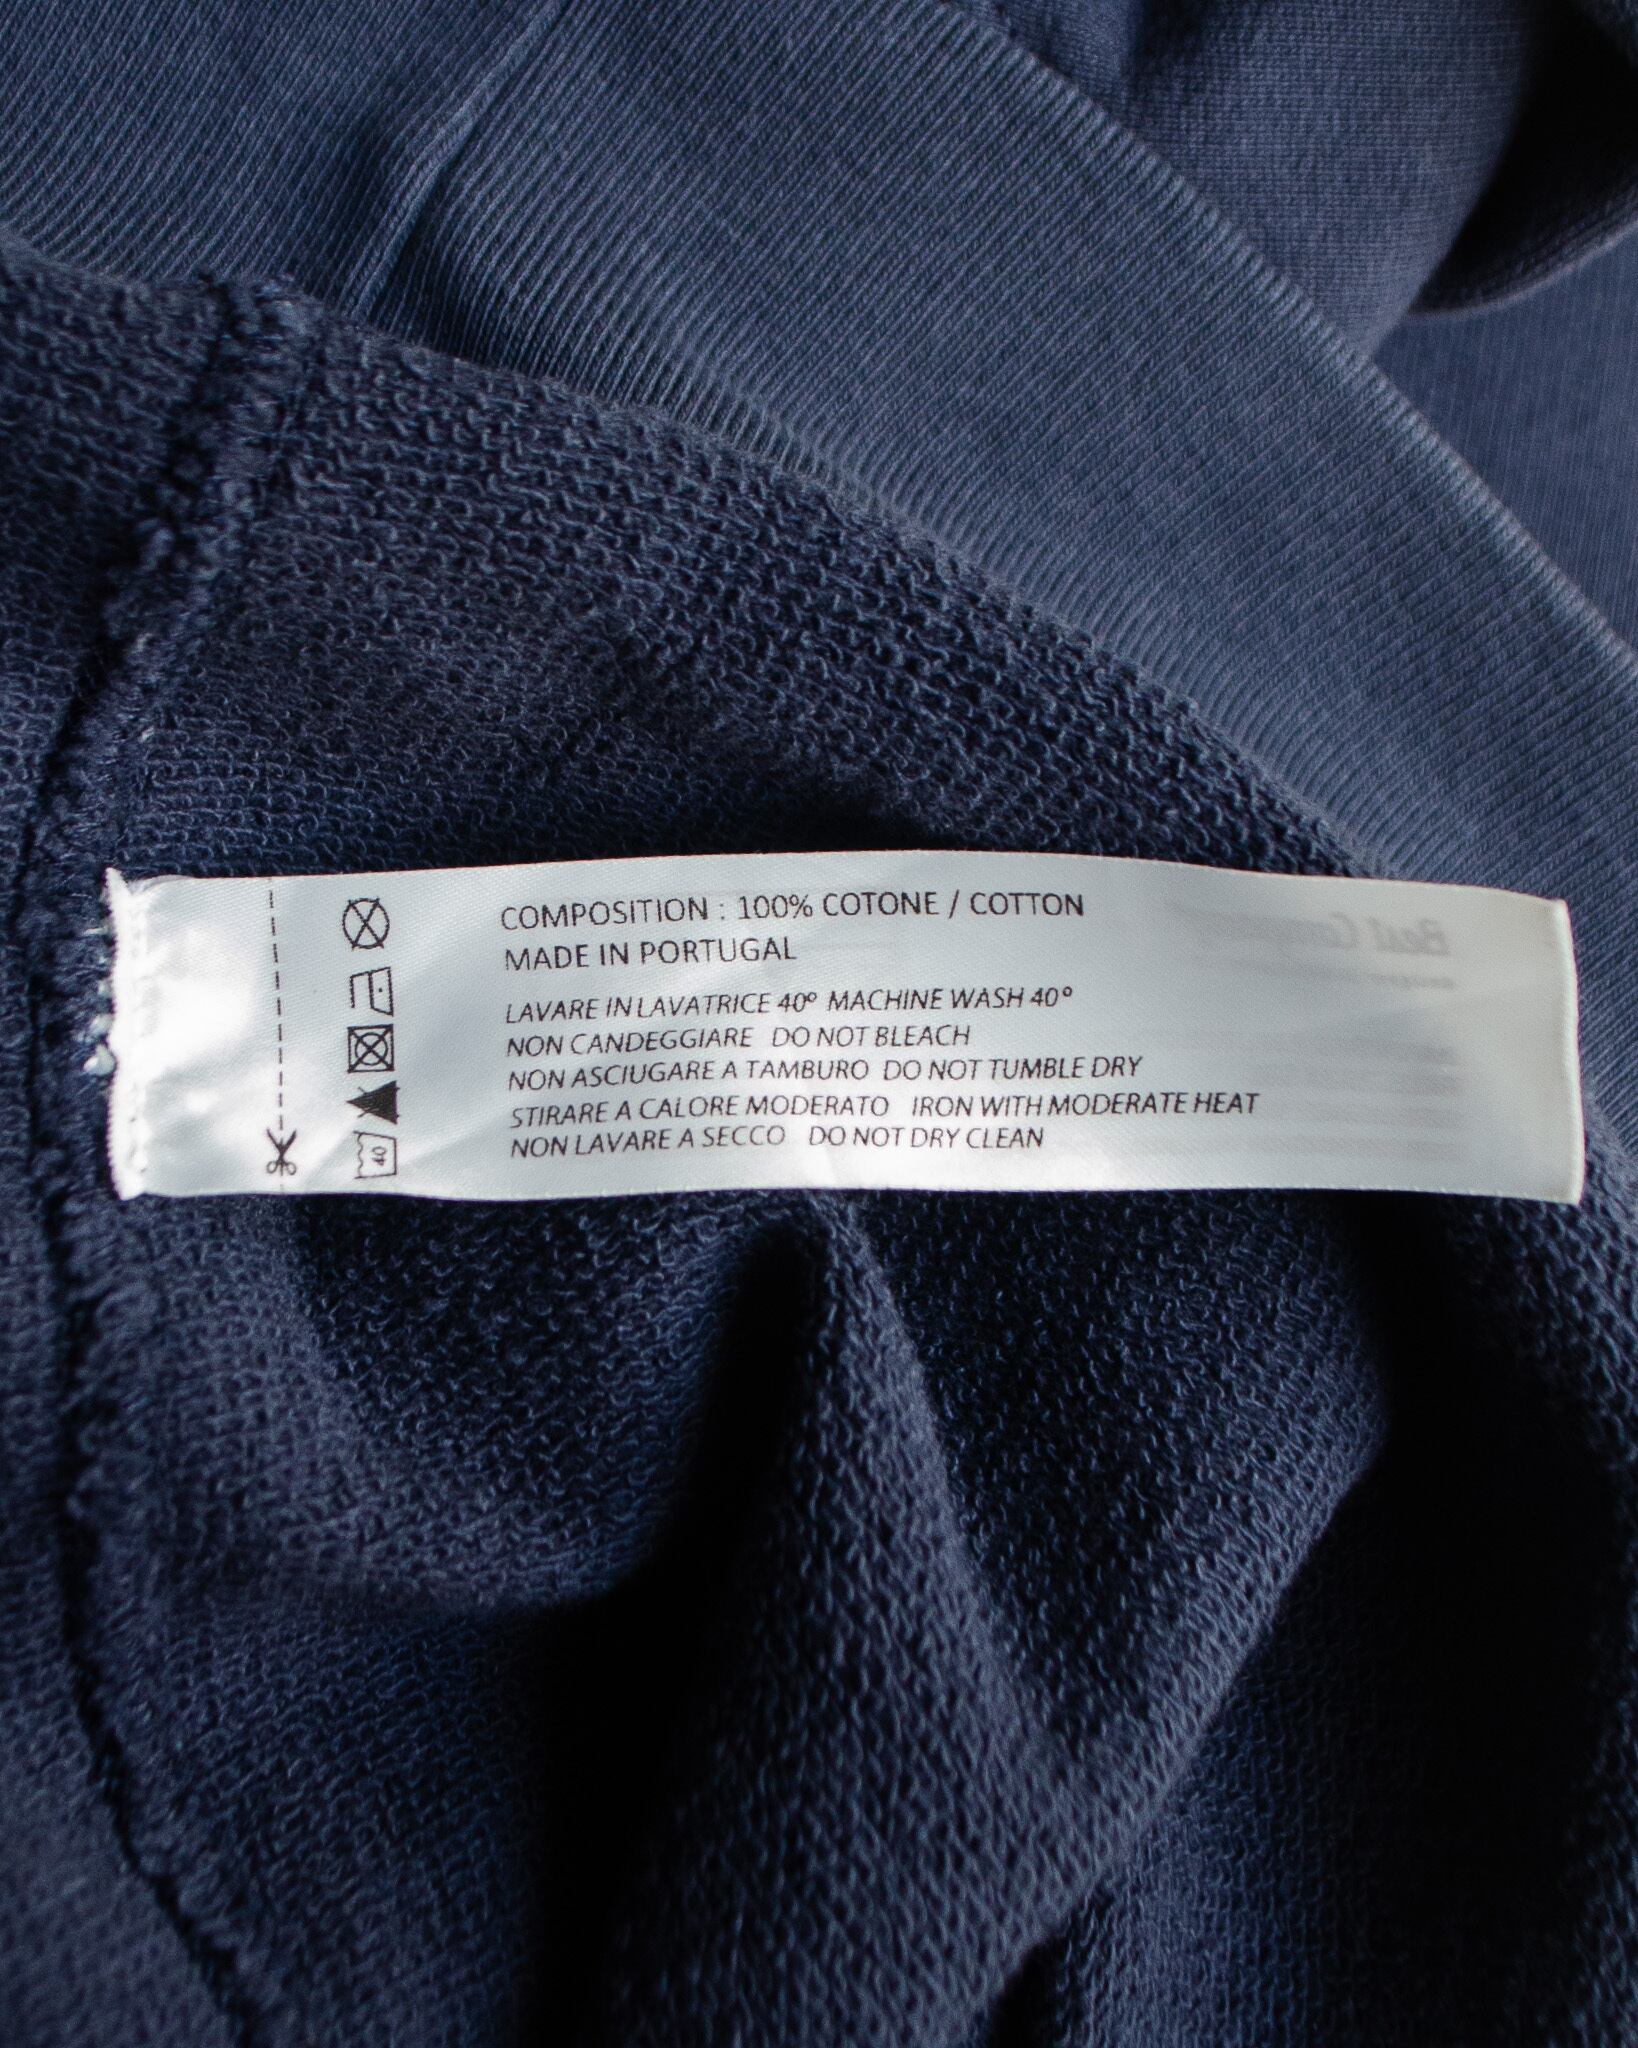 COMPOSITION : 100% COTONE / COTTON
MADE IN PORTUGAL
LAVARE IN LAVATRICE 40° MACHINE WASH 40°
NON CANDEGGIARE DO NOT BLEACH
NON ASCIUGARE A TAMBURO DO NOT TUMBLE DRY
STIRARE A CALORE MODERATO IRON WITH MODERATE HEAT
NON LAVARE A SECCO DO NOT DRY CLEAN
40